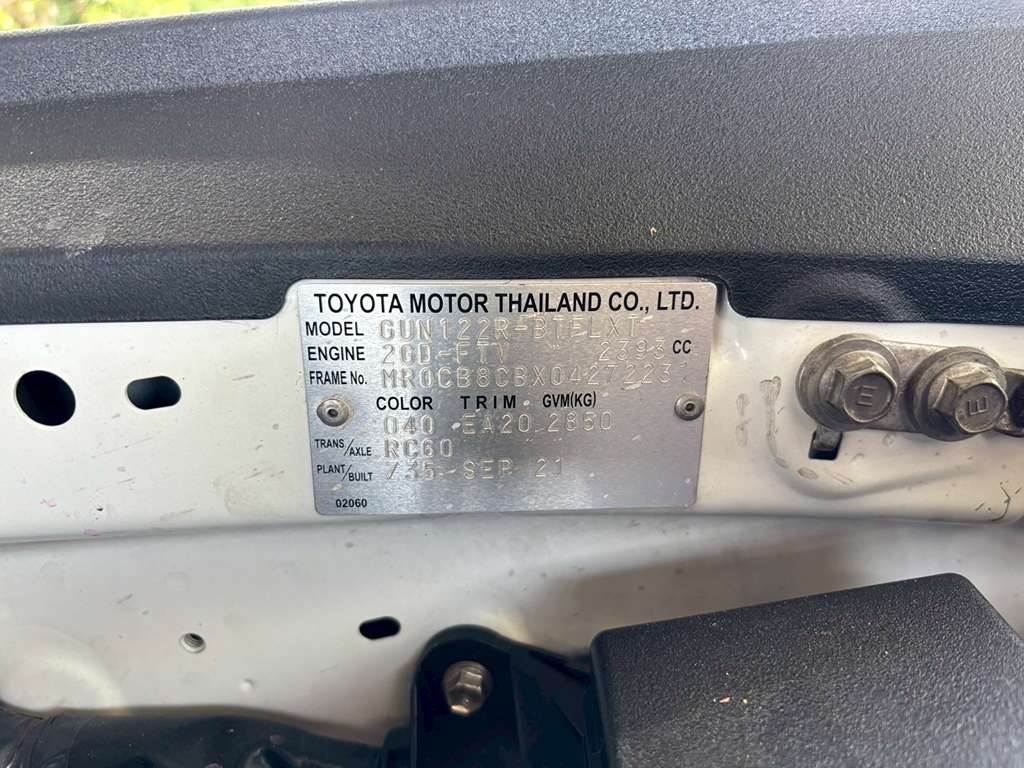 TOYOTA MOTOR THAILAND CO., LTD.
MODEL GUN122R-BTFLXT
ENGINE 2GD-FTV 2393 CC
FRAME No. MR0CB8CBX0427223
COLOR TRIM GVM(KG)
040 EA20 2850
TRANS/AXLE RC60
PLANT/BUILT /35-SEP 21
02060
E E